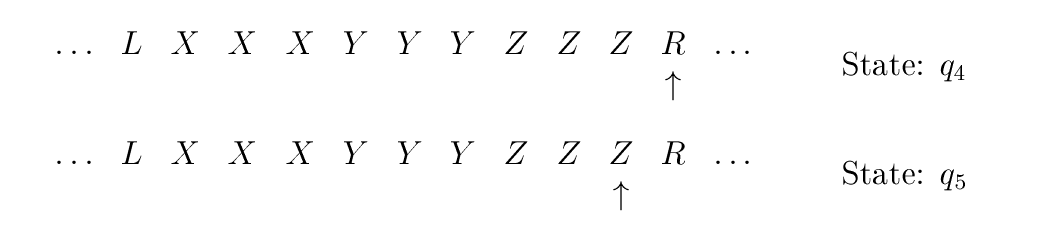 … L X X X Y Y Y Z Z Z R … State: q₄
↑
… L X X X Y Y Y Z Z Z R … State: q₅
↑